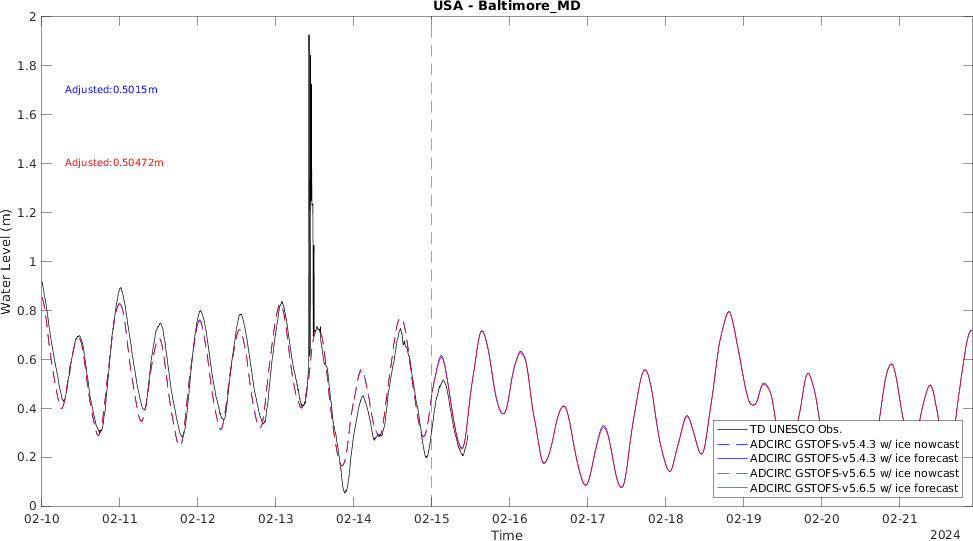 USA - Baltimore_MD
2
1.8
1.6
1.4
1.2
1
0.8
0.6
0.4
0.2
0
Water Level (m)
Adjusted:0.5015m
Adjusted:0.50472m
TD UNESCO Obs.
ADCIRC GSTOFS-v5.4.3 w/ ice nowcast
ADCIRC GSTOFS-v5.4.3 w/ ice forecast
ADCIRC GSTOFS-v5.6.5 w/ ice nowcast
ADCIRC GSTOFS-v5.6.5 w/ ice forecast
02-10 02-11 02-12 02-13 02-14 02-15 02-16 02-17 02-18 02-19 02-20 02-21
Time
2024